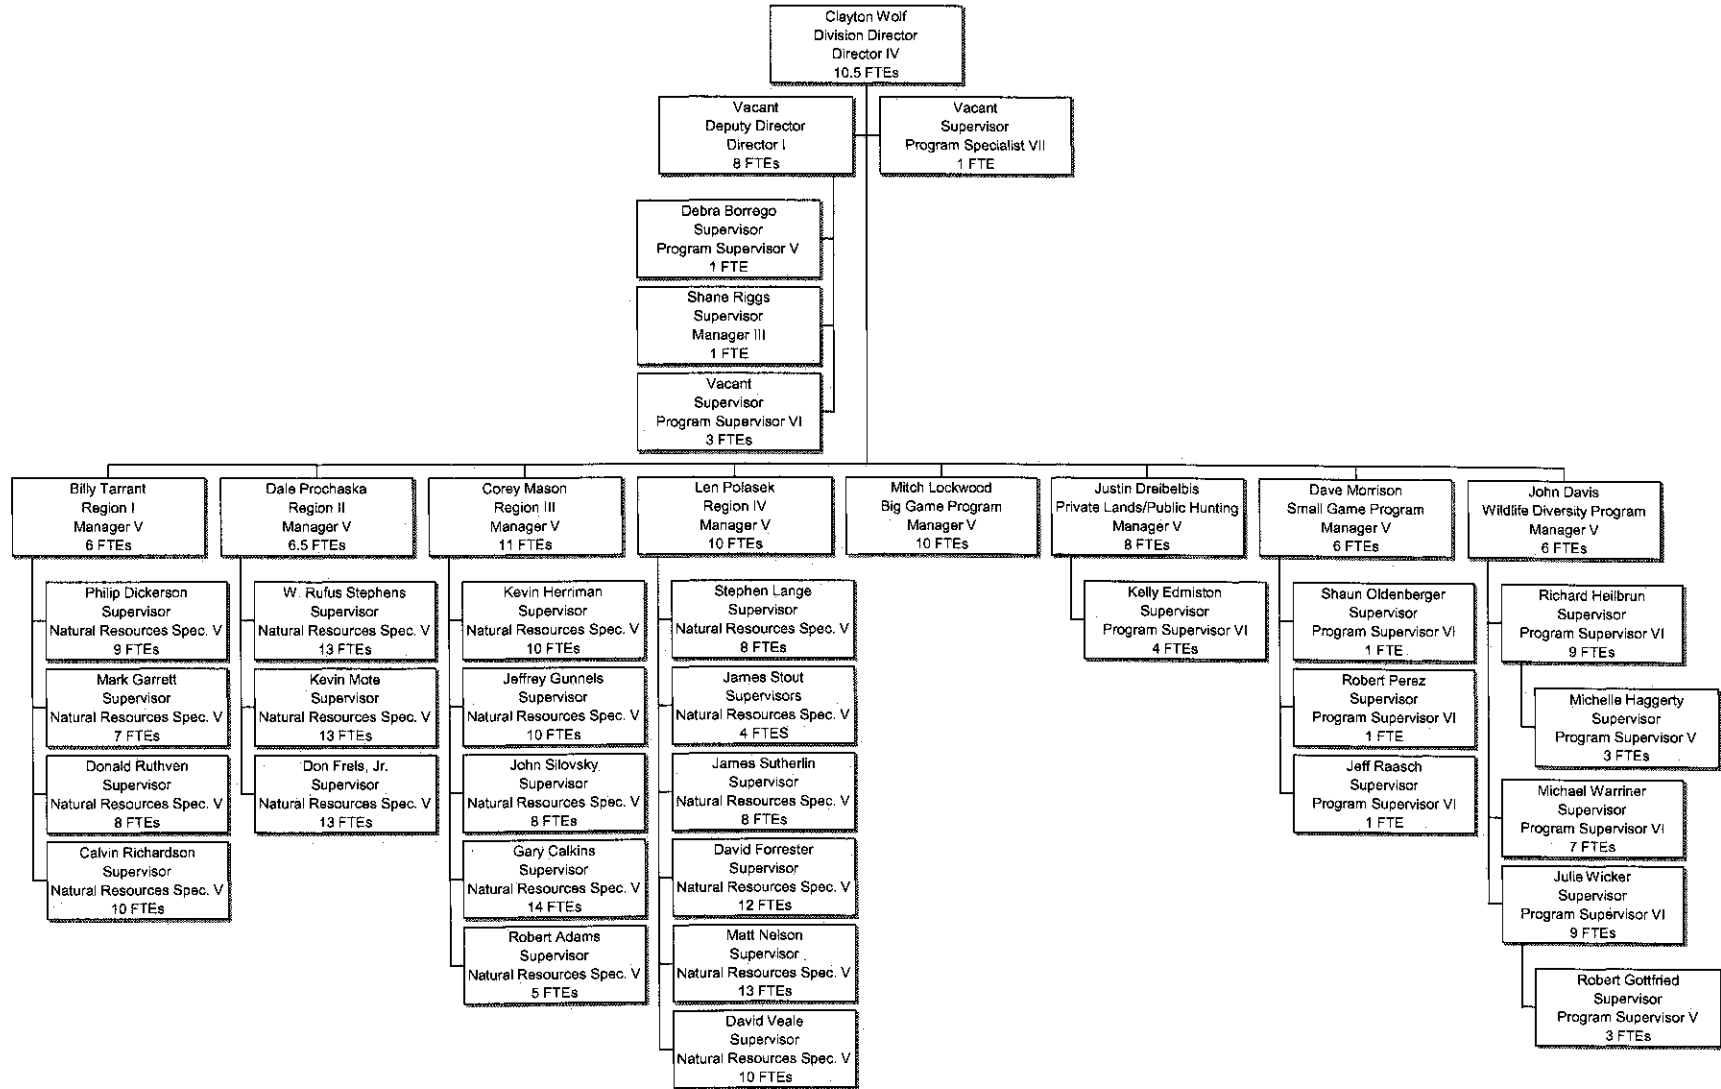 Clayton Wolf
Division Director
Director IV
10.5 FTEs
Vacant
Deputy Director
Director I
8 FTEs
Vacant
Supervisor
Program Specialist VII
1 FTE
Debra Borrego
Supervisor
Program Supervisor V
1 FTE
Shane Riggs
Supervisor
Manager III
1 FTE
Vacant
Supervisor
Program Supervisor VI
3 FTEs
Billy Tarrant
Region I
Manager V
6 FTEs
Philip Dickerson
Supervisor
Natural Resources Spec. V
9 FTEs
Mark Garrett
Supervisor
Natural Resources Spec. V
7 FTEs
Donald Ruthven
Supervisor
Natural Resources Spec. V
8 FTEs
Calvin Richardson
Supervisor
Natural Resources Spec. V
10 FTEs
Dale Prochaska
Region II
Manager V
6.5 FTEs
W. Rufus Stephens
Supervisor
Natural Resources Spec. V
13 FTEs
Kevin Mote
Supervisor
Natural Resources Spec. V
13 FTEs
Don Frels, Jr.
Supervisor
Natural Resources Spec. V
13 FTEs
Corey Mason
Region III
Manager V
11 FTEs
Kevin Herriman
Supervisor
Natural Resources Spec. V
10 FTEs
Jeffrey Gunnels
Supervisor
Natural Resources Spec. V
10 FTEs
John Silovsky
Supervisor
Natural Resources Spec. V
8 FTEs
Gary Calkins
Supervisor
Natural Resources Spec. V
14 FTEs
Robert Adams
Supervisor
Natural Resources Spec. V
5 FTEs
Len Polasek
Region IV
Manager V
10 FTEs
Stephen Lange
Supervisor
Natural Resources Spec. V
8 FTEs
James Stout
Supervisors
Natural Resources Spec. V
4 FTES
James Sutherlin
Supervisor
Natural Resources Spec. V
8 FTEs
David Forrester
Supervisor
Natural Resources Spec. V
12 FTEs
Matt Nelson
Supervisor
Natural Resources Spec. V
13 FTEs
David Veale
Supervisor
Natural Resources Spec. V
10 FTEs
Mitch Lockwood
Big Game Program
Manager V
10 FTEs
Justin Dreibelbis
Private Lands/Public Hunting
Manager V
8 FTEs
Kelly Edmiston
Supervisor
Program Supervisor VI
4 FTEs
Dave Morrison
Small Game Program
Manager V
6 FTEs
Shaun Oldenberger
Supervisor
Program Supervisor VI
1 FTE
Robert Perez
Supervisor
Program Supervisor VI
1 FTE
Jeff Raasch
Supervisor
Program Supervisor VI
1 FTE
John Davis
Wildlife Diversity Program
Manager V
6 FTEs
Richard Heilbrun
Supervisor
Program Supervisor VI
9 FTEs
Michelle Haggerty
Supervisor
Program Supervisor V
3 FTEs
Michael Warriner
Supervisor
Program Supervisor VI
7 FTEs
Julie Wicker
Supervisor
Program Supervisor VI
9 FTEs
Robert Gottfried
Supervisor
Program Supervisor V
3 FTEs